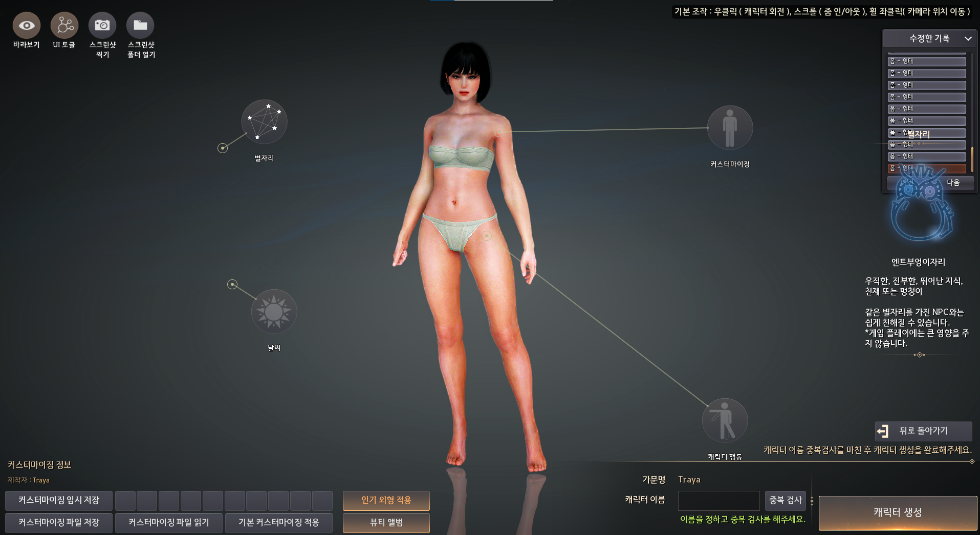 기본 조작 : 우클릭 ( 캐릭터 회전 ), 스크롤 ( 줌 인/아웃 ), 휠 좌클릭( 카메라 위치 이동 )
바라보기
UI 토글
스크린샷
찍기
스크린샷
폴더 열기
수정한 기록
별자리
별자리
커스터마이징
다음
엔트부엉이자리
우직한, 진부한, 뛰어난 지식,
천재 또는 멍청이
같은 별자리를 가진 NPC와는
쉽게 친해질 수 있습니다.
*게임 플레이에는 큰 영향을 주
지 않습니다.
날씨
캐릭터 행동
뒤로 돌아가기
캐릭터 이름 중복검사를 마친 후 캐릭터 생성을 완료해주세요.
커스터마이징 정보
제작자 : Traya
가문명
Traya
커스터마이징 임시 저장
인기 외형 적용
캐릭터 이름
중복 검사
캐릭터 생성
커스터마이징 파일 저장
커스터마이징 파일 읽기
기본 커스터마이징 적용
뷰티 앨범
이름을 정하고 중복 검사를 해주세요.